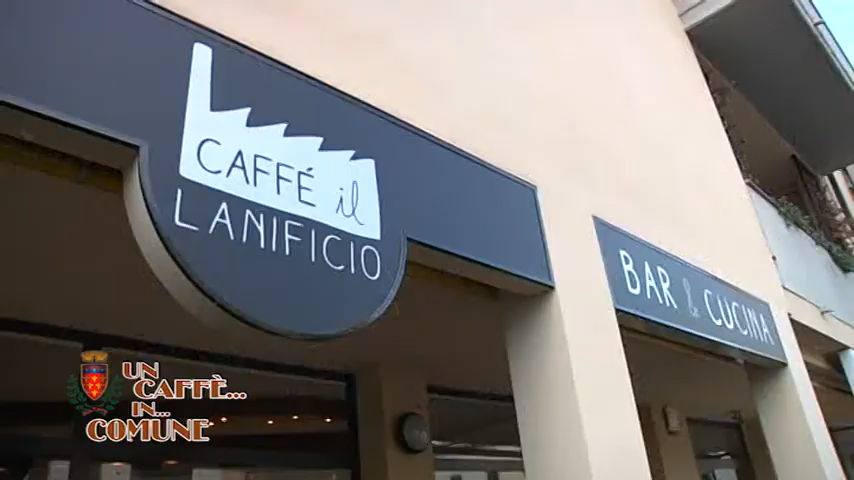 CAFFÉ il
LANIFICIO
BAR & CUCINA
UN
CAFFÈ...
IN...
COMUNE